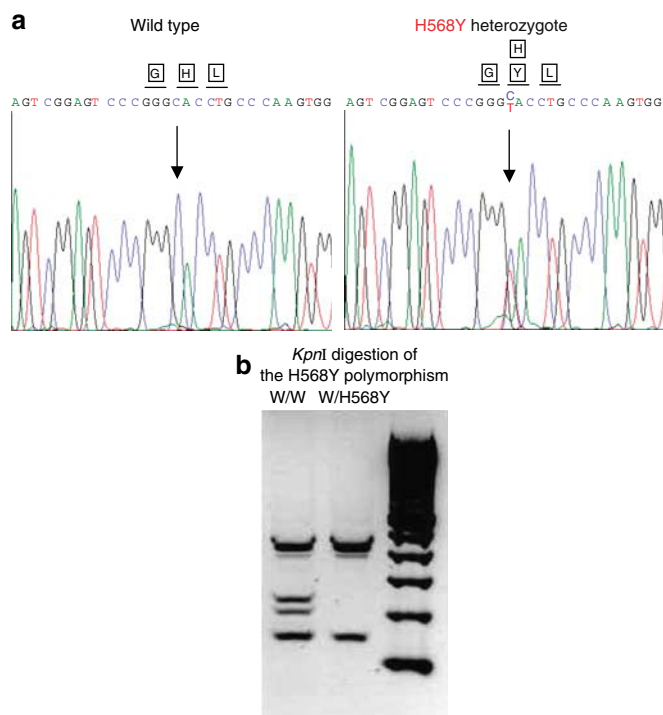 a
Wild type
G H L
AGTCGGAGTCCCGGGCACCTGCCCAAGTGG
H568Y heterozygote
H
G Y L
AGTCGGAGTCCCGGGCACCTGCCCAAGTGG
T
b
KpnI digestion of
the H568Y polymorphism
W/W W/H568Y